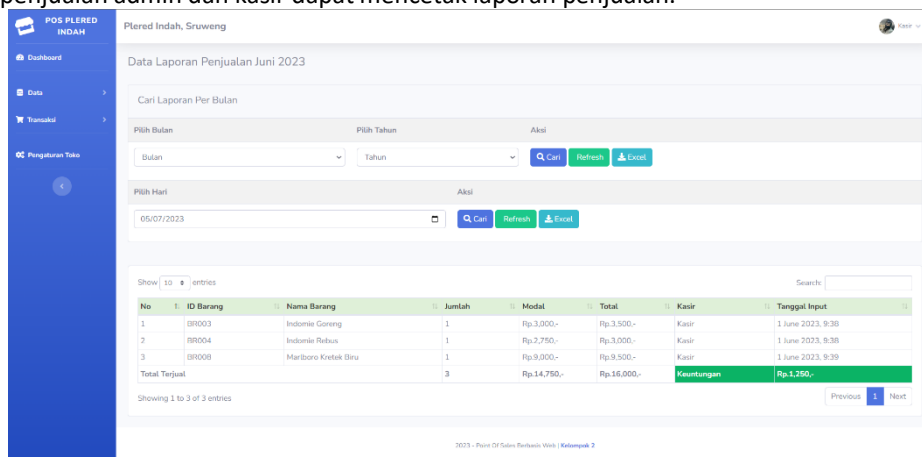 penjualan admin dan kasir dapat mencetak laporan penjualan.
POS PLERED
INDAH
Plered Indah, Sruweng
Kasir
Dashboard
Data Laporan Penjualan Juni 2023
Data
Cari Laporan Per Bulan
Transaksi
Pilih Bulan Pilih Tahun Aksi
Pengaturan Toko
Bulan Tahun Cari Refresh Excel
Pilih Hari Aksi
05/07/2023 Cari Refresh Excel
Show 10 entries Search:
No ID Barang Nama Barang Jumlah Modal Total Kasir Tanggal Input
1 BR003 Indomie Goreng 1 Rp.3,000,- Rp.3,500,- Kasir 1 June 2023, 9:38
2 BR004 Indomie Rebus 1 Rp.2,750,- Rp.3,000,- Kasir 1 June 2023, 9:38
3 BR008 Marlboro Kretek Biru 1 Rp.9,000,- Rp.9,500,- Kasir 1 June 2023, 9:39
Total Terjual 3 Rp.14,750,- Rp.16,000,- Keuntungan Rp.1,250,-
Showing 1 to 3 of 3 entries Previous 1 Next
2023 - Point Of Sales Berbasis Web | Kelompok 2